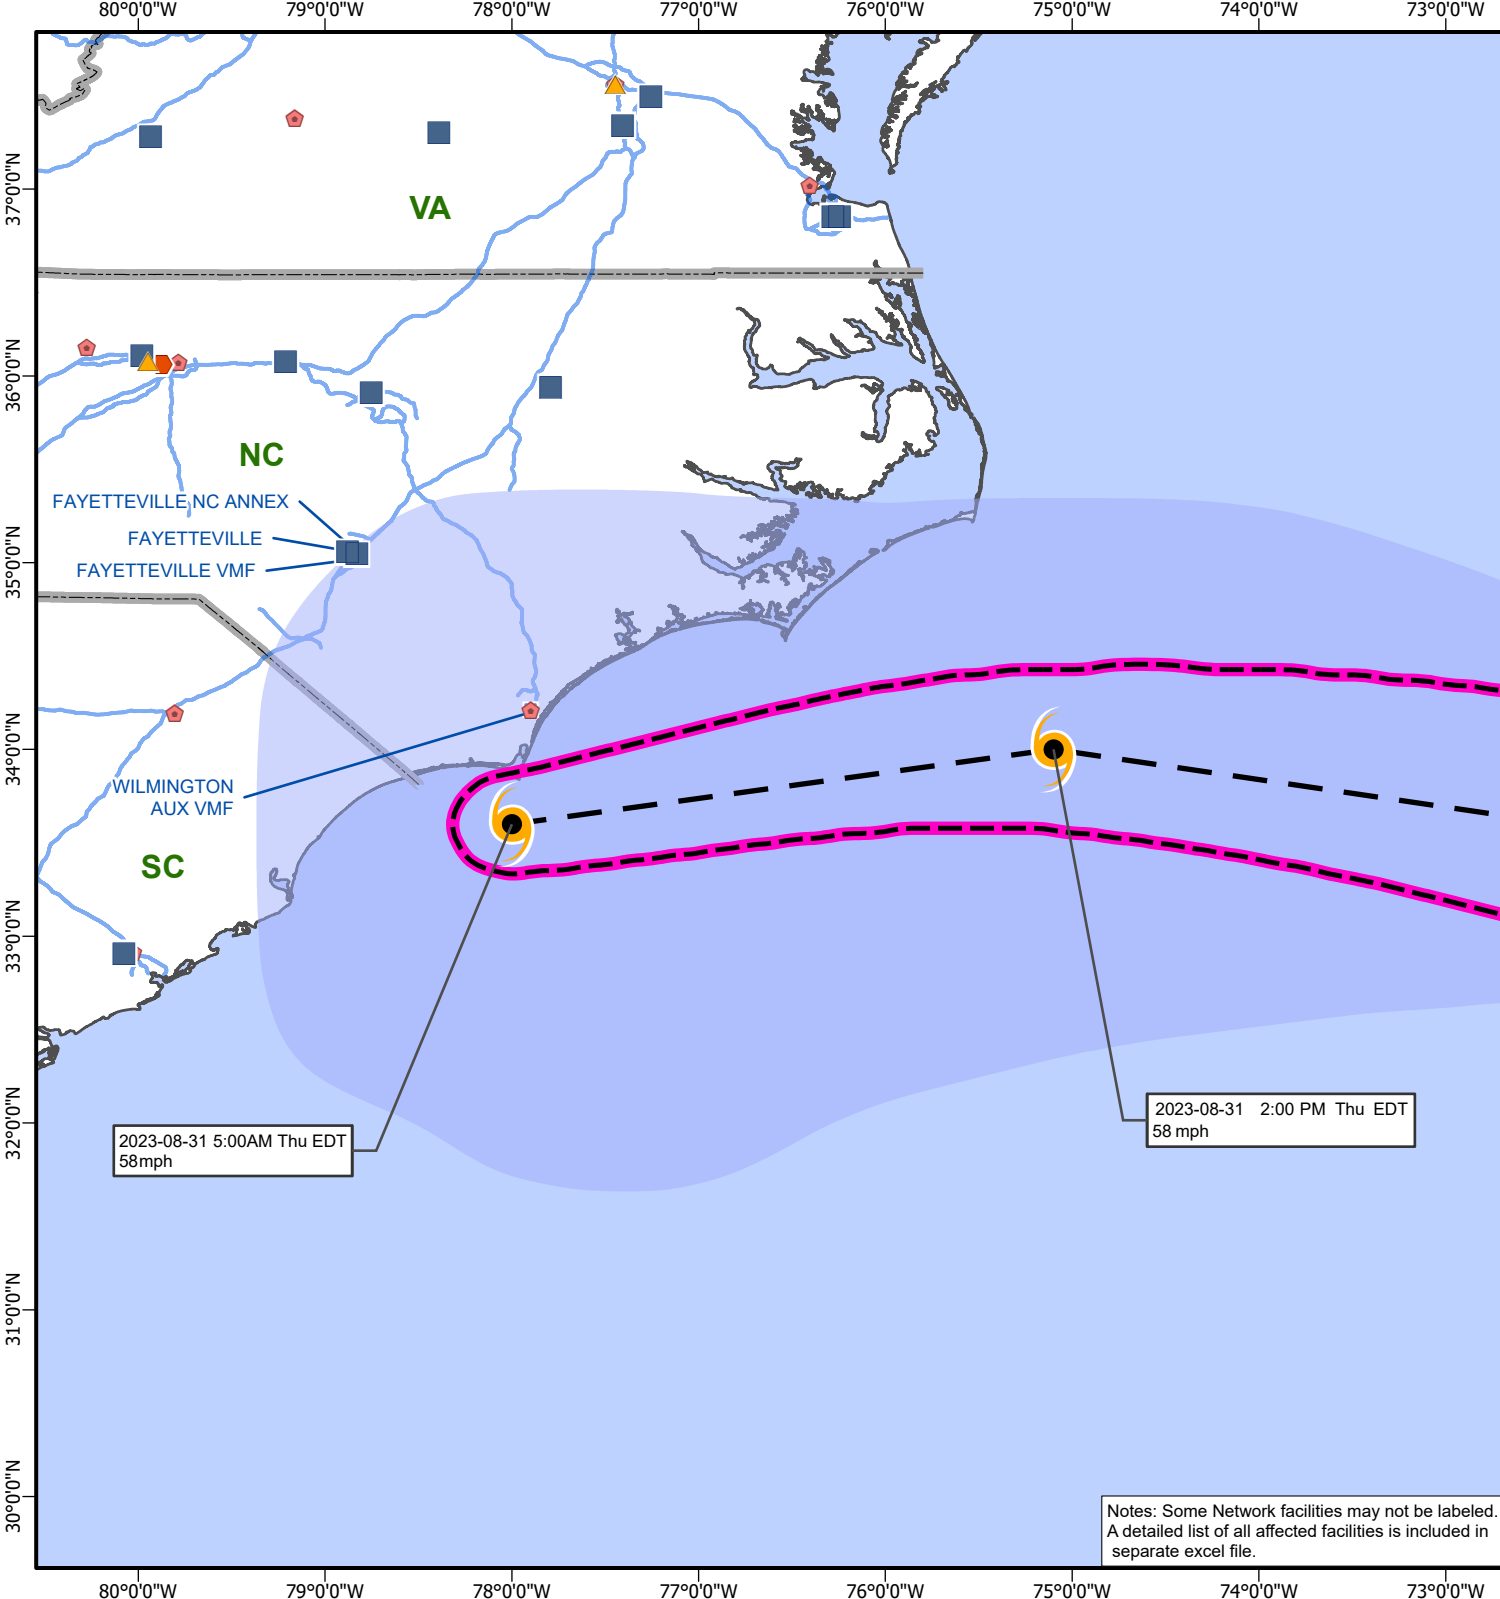 80°0'0"W 79°0'0"W 78°0'0"W 77°0'0"W 76°0'0"W 75°0'0"W 74°0'0"W 73°0'0"W
37°0'0"N
VA
36°0'0"N
NC
FAYETTEVILLE NC ANNEX
FAYETTEVILLE
35°0'0"N
FAYETTEVILLE VMF
34°0'0"N
WILMINGTON
AUX VMF
SC
33°0'0"N
32°0'0"N
2023-08-31 2:00 PM Thu EDT
58 mph
2023-08-31 5:00AM Thu EDT
58mph
31°0'0"N
30°0'0"N
Notes: Some Network facilities may not be labeled.
A detailed list of all affected facilities is included in
separate excel file.
80°0'0"W 79°0'0"W 78°0'0"W 77°0'0"W 76°0'0"W 75°0'0"W 74°0'0"W 73°0'0"W